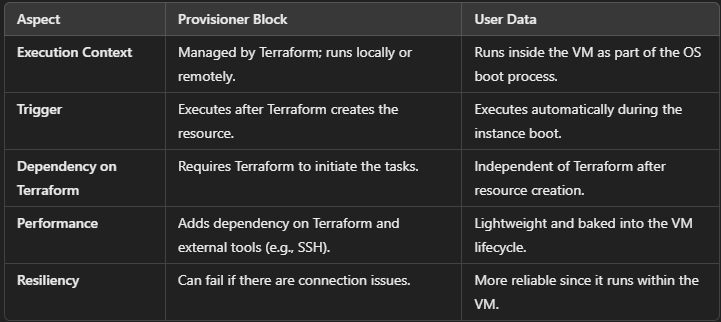 Aspect Provisioner Block User Data
Execution Context Managed by Terraform; runs locally or Runs inside the VM as part of the OS
remotely. boot process.
Trigger Executes after Terraform creates the Executes automatically during the
resource. instance boot.
Dependency on Requires Terraform to initiate the tasks. Independent of Terraform after
Terraform resource creation.
Performance Adds dependency on Terraform and Lightweight and baked into the VM
external tools (e.g., SSH). lifecycle.
Resiliency Can fail if there are connection issues. More reliable since it runs within the
VM.